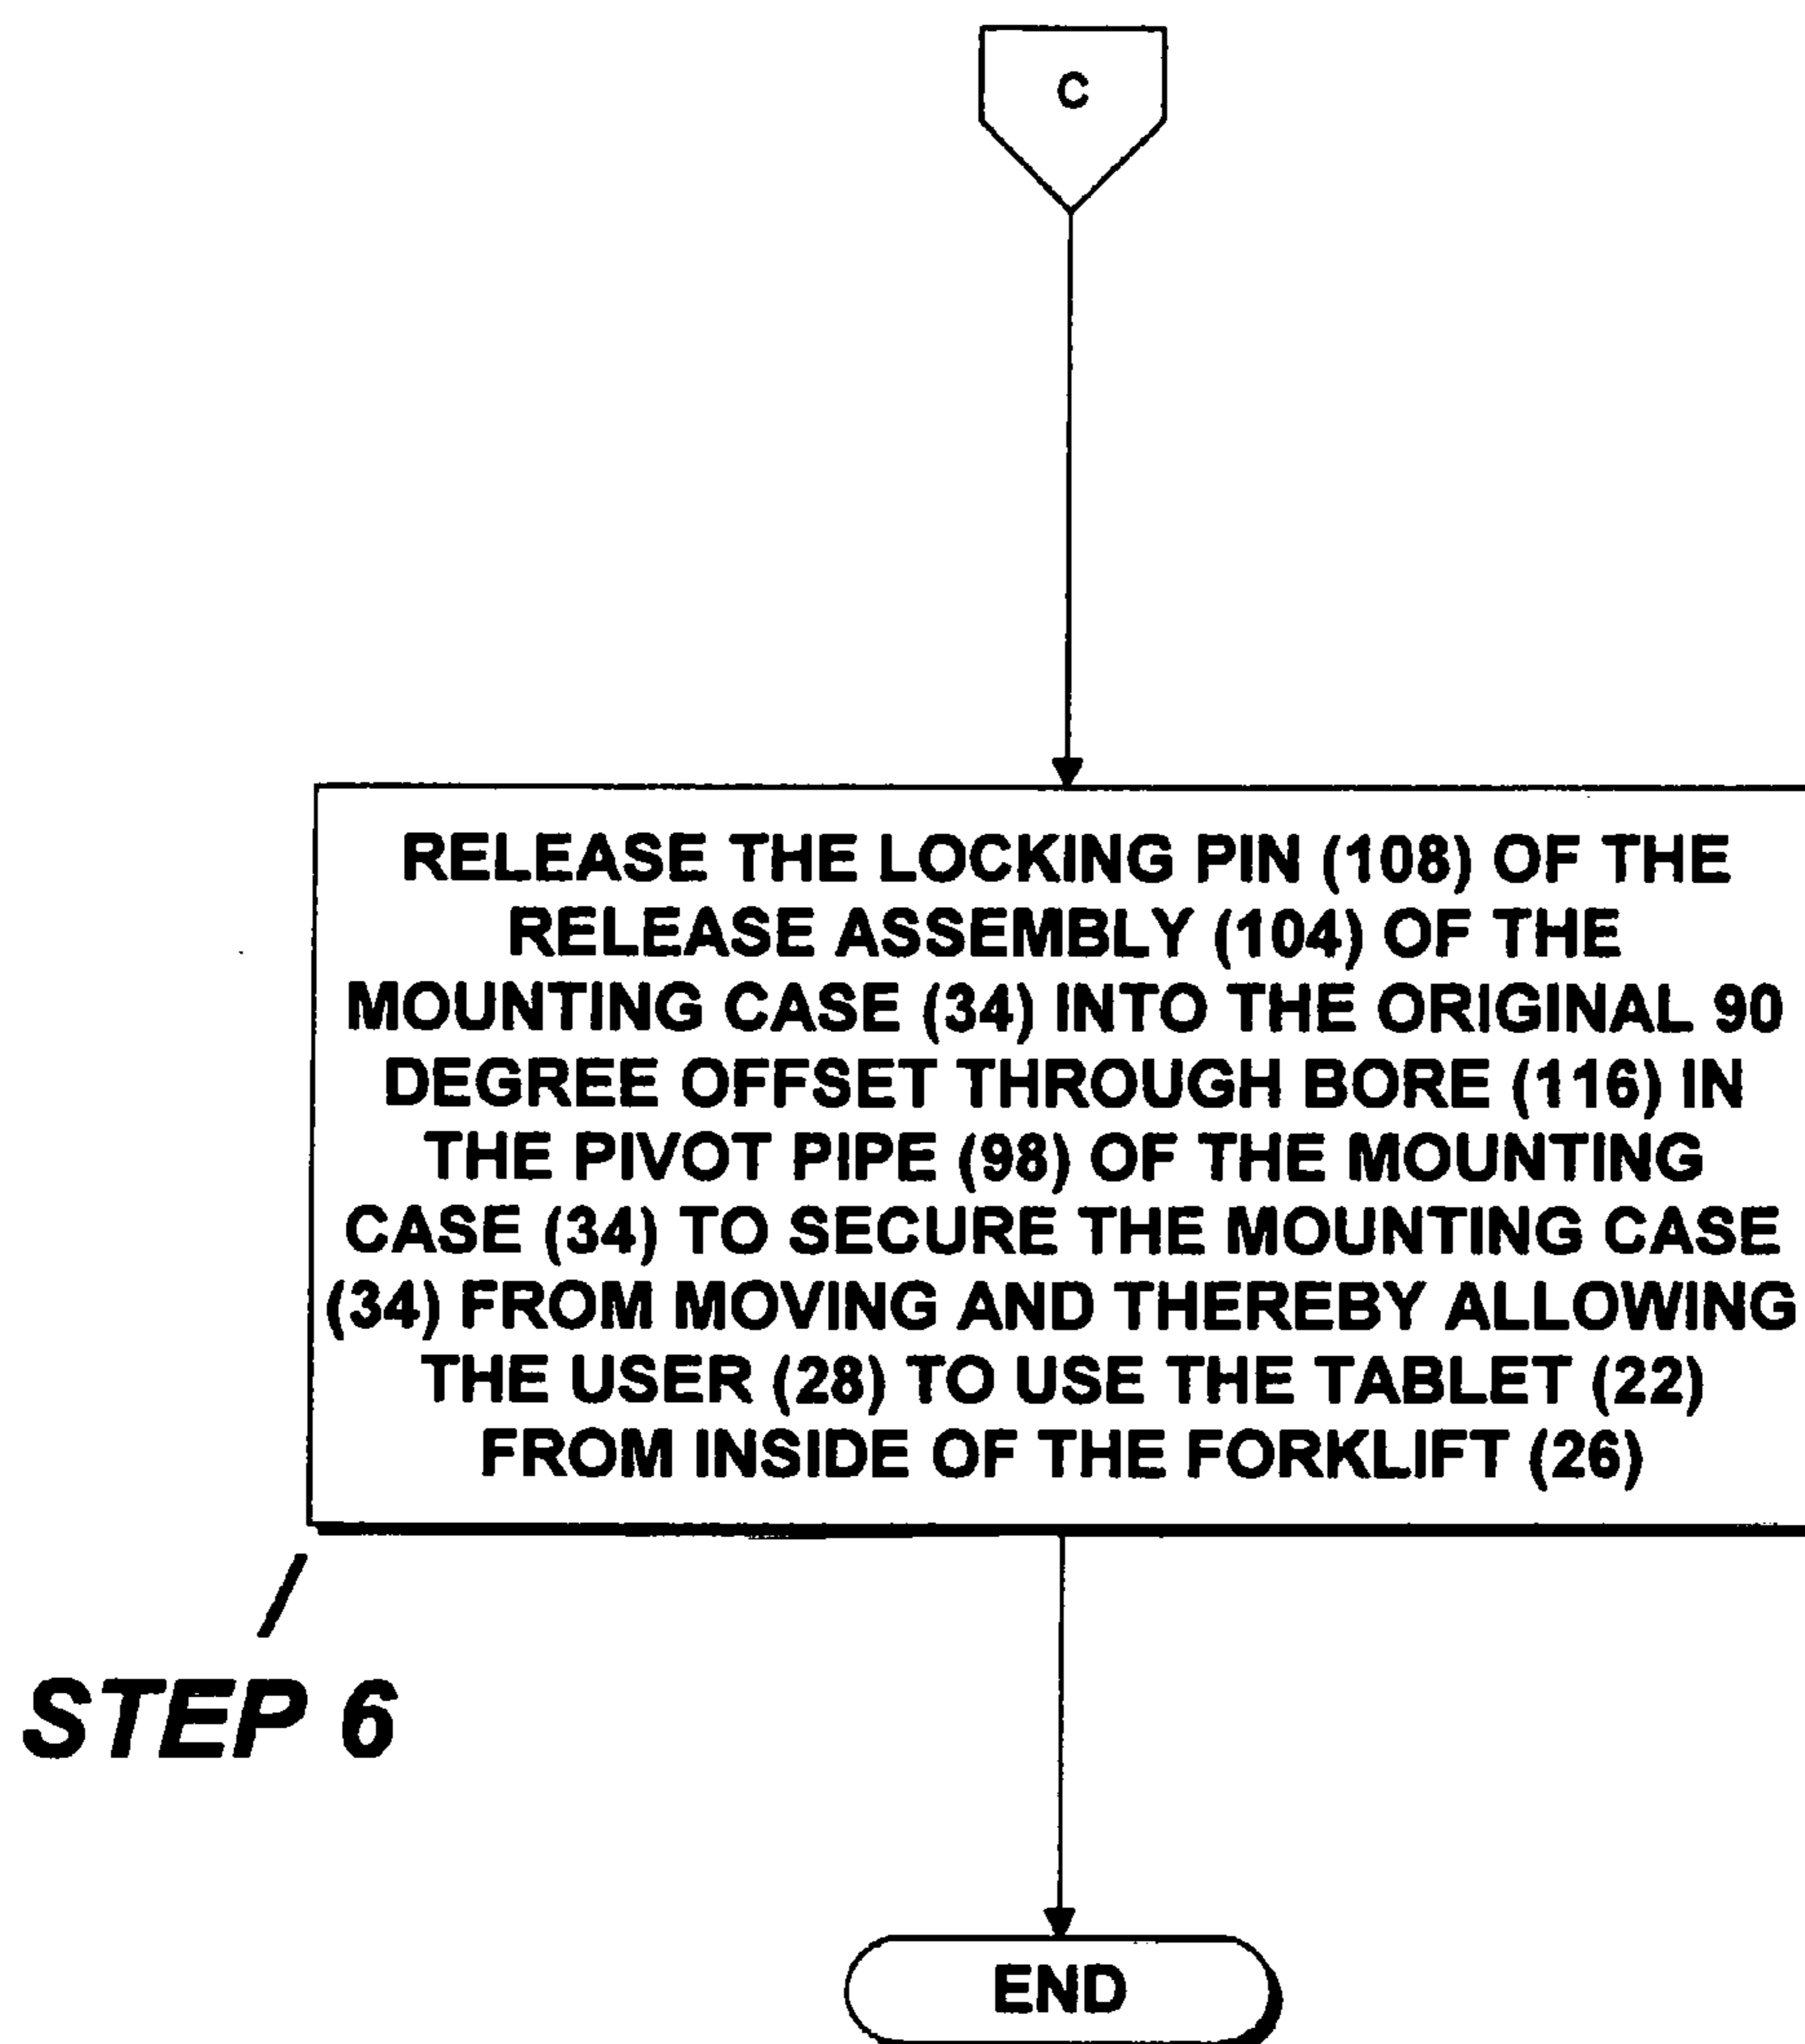 C
RELEASE THE LOCKING PIN (108) OF THE
RELEASE ASSEMBLY (104) OF THE
MOUNTING CASE (34) INTO THE ORIGINAL 90
DEGREE OFFSET THROUGH BORE (116) IN
THE PIVOT PIPE (98) OF THE MOUNTING
CASE (34) TO SECURE THE MOUNTING CASE
(34) FROM MOVING AND THEREBY ALLOWING
THE USER (28) TO USE THE TABLET (22)
FROM INSIDE OF THE FORKLIFT (26)
STEP 6
END